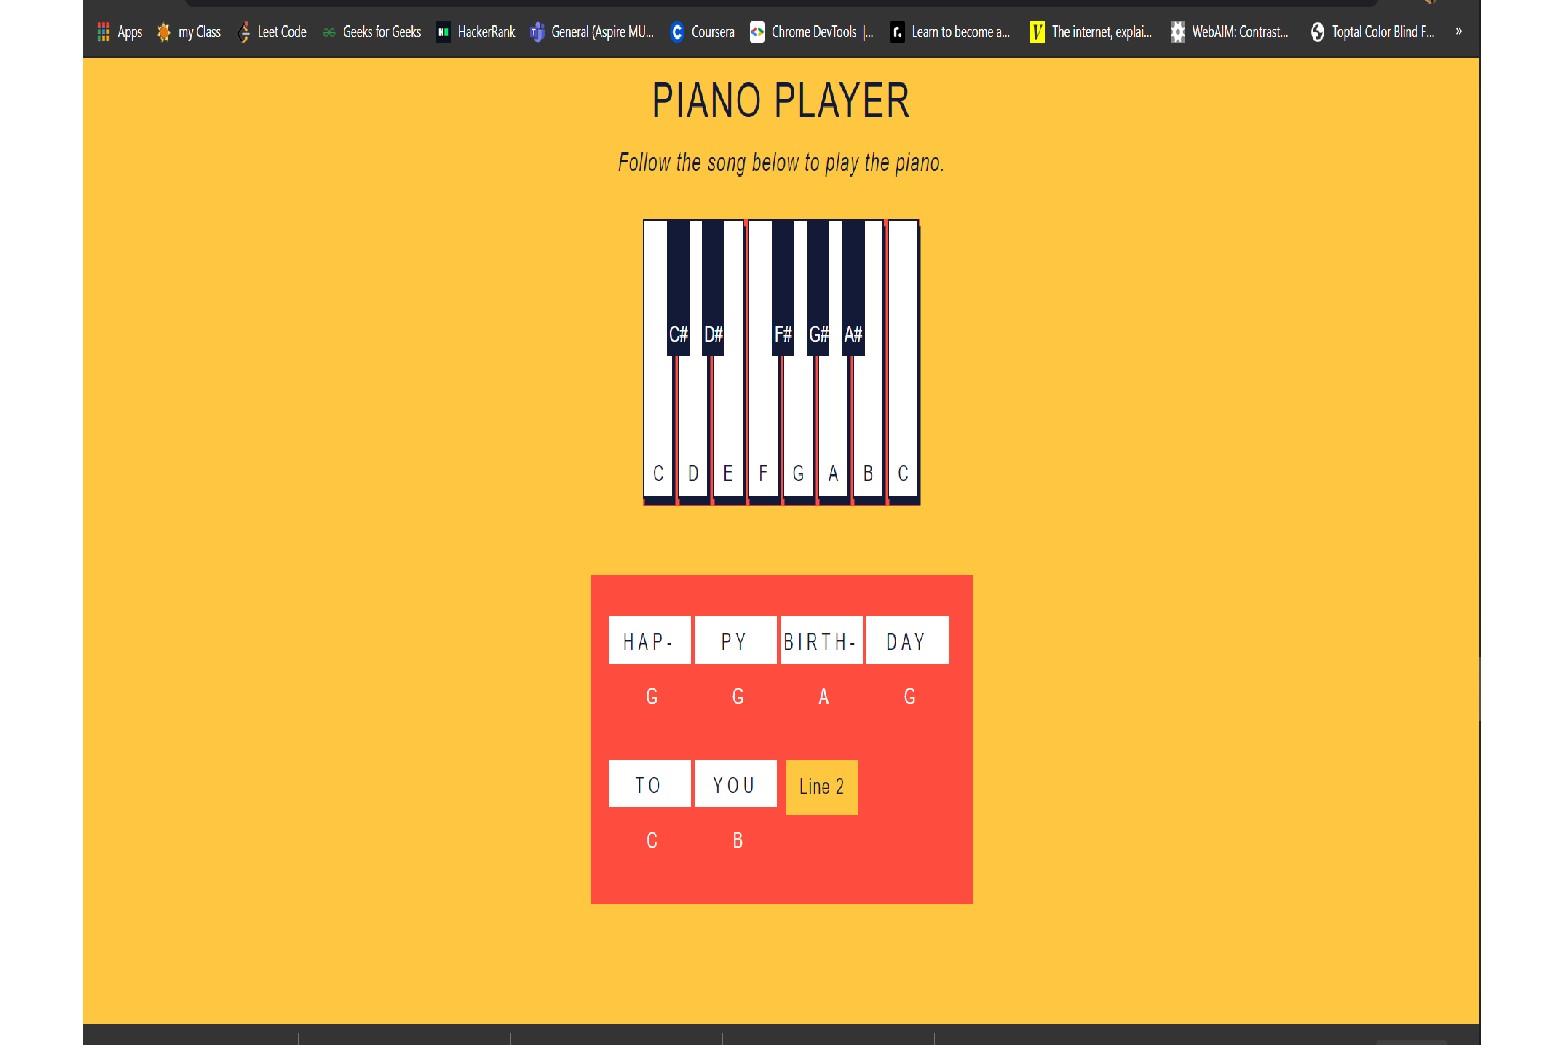 Apps my Class Leet Code Geeks for Geeks HackerRank General (Aspire MU... Coursera Chrome DevTools |... Learn to become a... The internet, explai... WebAIM: Contrast... Toptal Color Blind F... »
PIANO PLAYER
Follow the song below to play the piano.
C# D# F# G# A#
C D E F G A B C
HAP- PY BIRTH- DAY
G G A G
TO YOU Line 2
C B